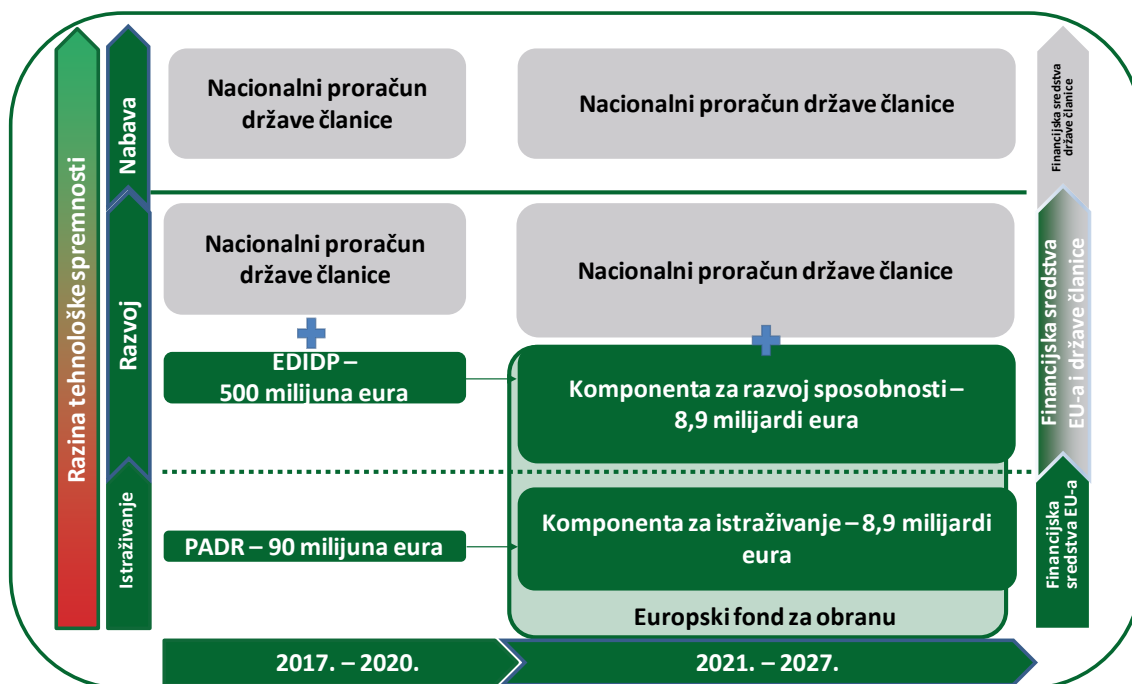 Razina tehnološke spremnosti
Nabava
Razvoj
Istraživanje
Nacionalni proračun
države članice
Nacionalni proračun države članice
Nacionalni proračun
države članice
Nacionalni proračun države članice
EDIDP –
500 milijuna eura
Komponenta za razvoj sposobnosti –
8,9 milijardi eura
PADR – 90 milijuna eura
Komponenta za istraživanje – 8,9 milijardi
eura
Europski fond za obranu
2017. – 2020.
2021. – 2027.
Financijska sredstva
države članice
Financijska sredstva
EU-a i države članice
Financijska
sredstva EU-a